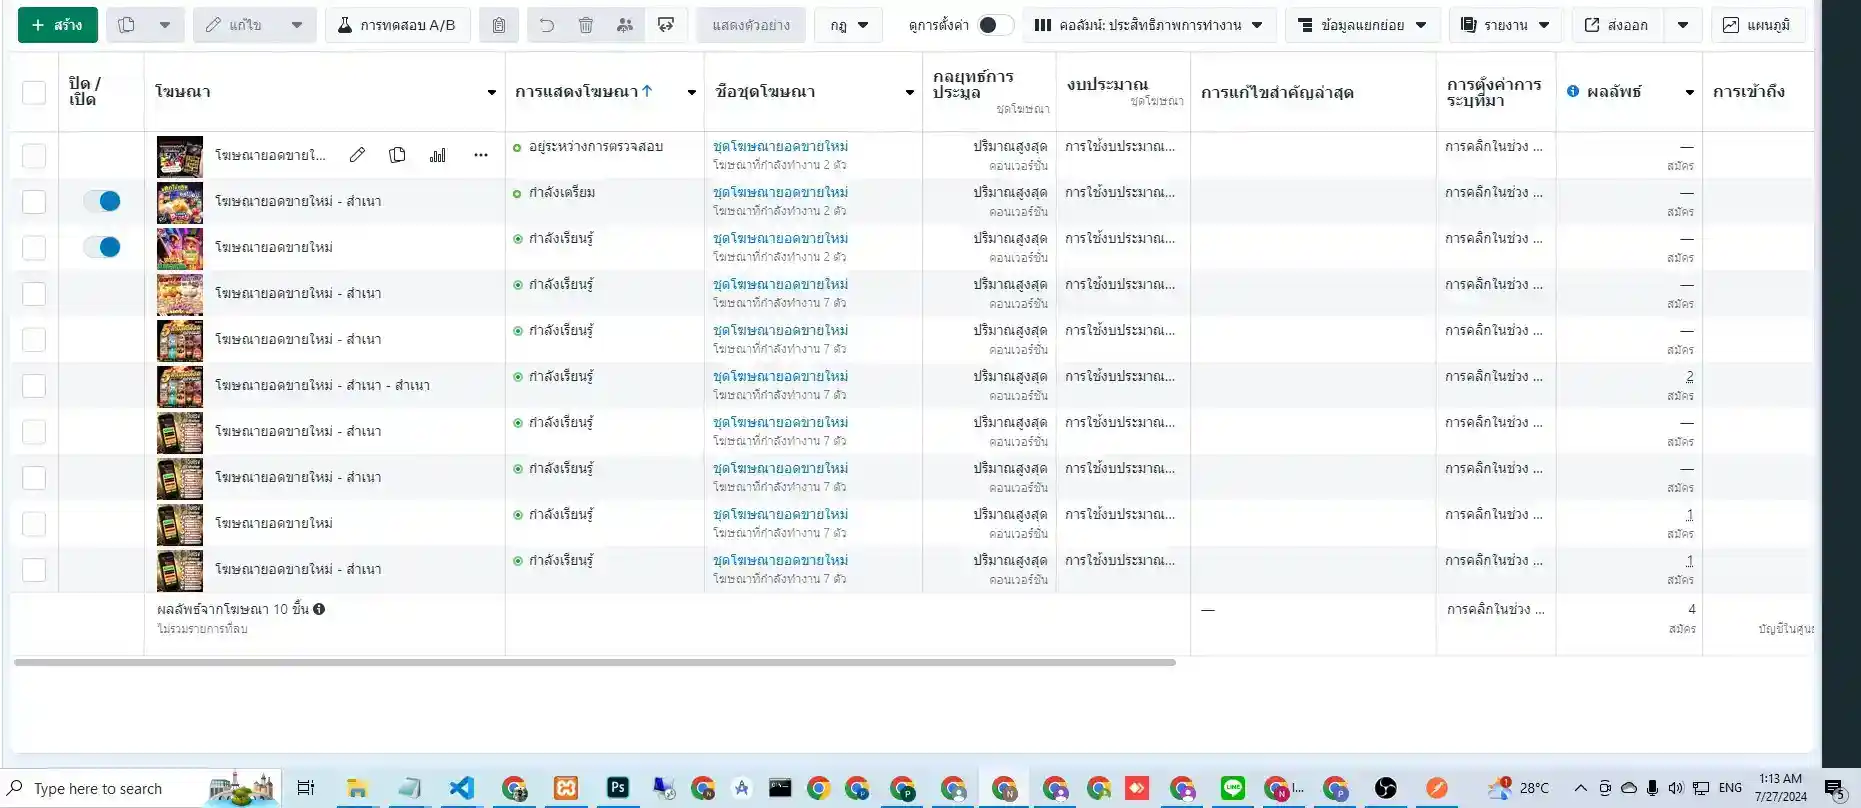 + สร้าง แก้ไข การทดสอบ A/B แสดงตัวอย่าง กฎ ดูการตั้งค่า คอลัมน์: ประสิทธิภาพการทำงาน ข้อมูลแยกย่อย รายงาน ส่งออก แผนภูมิ
ปิด / เปิด โฆษณา การแสดงโฆษณา ↑ ชื่อชุดโฆษณา กลยุทธ์การประมูล ชุดโฆษณา งบประมาณ ชุดโฆษณา การแก้ไขสำคัญล่าสุด การตั้งค่าการระบุที่มา ผลลัพธ์ การเข้าถึง
โฆษณายอดขายใ... อยู่ระหว่างการตรวจสอบ ชุดโฆษณายอดขายใหม่ ปริมาณสูงสุด การใช้งบประมาณ... การคลิกในช่วง ... —
โฆษณาที่กำลังทำงาน 2 ตัว คอนเวอร์ชั่น สมัคร
โฆษณายอดขายใหม่ - สำเนา กำลังเตรียม ชุดโฆษณายอดขายใหม่ ปริมาณสูงสุด การใช้งบประมาณ... การคลิกในช่วง ... —
โฆษณาที่กำลังทำงาน 2 ตัว คอนเวอร์ชั่น สมัคร
โฆษณายอดขายใหม่ กำลังเรียนรู้ ชุดโฆษณายอดขายใหม่ ปริมาณสูงสุด การใช้งบประมาณ... การคลิกในช่วง ... —
โฆษณาที่กำลังทำงาน 2 ตัว คอนเวอร์ชั่น สมัคร
โฆษณายอดขายใหม่ - สำเนา กำลังเรียนรู้ ชุดโฆษณายอดขายใหม่ ปริมาณสูงสุด การใช้งบประมาณ... การคลิกในช่วง ... —
โฆษณาที่กำลังทำงาน 7 ตัว คอนเวอร์ชั่น สมัคร
โฆษณายอดขายใหม่ - สำเนา กำลังเรียนรู้ ชุดโฆษณายอดขายใหม่ ปริมาณสูงสุด การใช้งบประมาณ... การคลิกในช่วง ... —
โฆษณาที่กำลังทำงาน 7 ตัว คอนเวอร์ชั่น สมัคร
โฆษณายอดขายใหม่ - สำเนา - สำเนา กำลังเรียนรู้ ชุดโฆษณายอดขายใหม่ ปริมาณสูงสุด การใช้งบประมาณ... การคลิกในช่วง ... 2
โฆษณาที่กำลังทำงาน 7 ตัว คอนเวอร์ชั่น สมัคร
โฆษณายอดขายใหม่ - สำเนา กำลังเรียนรู้ ชุดโฆษณายอดขายใหม่ ปริมาณสูงสุด การใช้งบประมาณ... การคลิกในช่วง ... —
โฆษณาที่กำลังทำงาน 7 ตัว คอนเวอร์ชั่น สมัคร
โฆษณายอดขายใหม่ - สำเนา กำลังเรียนรู้ ชุดโฆษณายอดขายใหม่ ปริมาณสูงสุด การใช้งบประมาณ... การคลิกในช่วง ... —
โฆษณาที่กำลังทำงาน 7 ตัว คอนเวอร์ชั่น สมัคร
โฆษณายอดขายใหม่ กำลังเรียนรู้ ชุดโฆษณายอดขายใหม่ ปริมาณสูงสุด การใช้งบประมาณ... การคลิกในช่วง ... 1
โฆษณาที่กำลังทำงาน 7 ตัว คอนเวอร์ชั่น สมัคร
โฆษณายอดขายใหม่ - สำเนา กำลังเรียนรู้ ชุดโฆษณายอดขายใหม่ ปริมาณสูงสุด การใช้งบประมาณ... การคลิกในช่วง ... 1
โฆษณาที่กำลังทำงาน 7 ตัว คอนเวอร์ชั่น สมัคร
ผลลัพธ์จากโฆษณา 10 ชิ้น — การคลิกในช่วง ... 4
ไม่รวมรายการที่ลบ สมัคร บัญชีในศูนย
Type here to search Ps LINE 28°C ENG 1:13 AM
7/27/2024 5